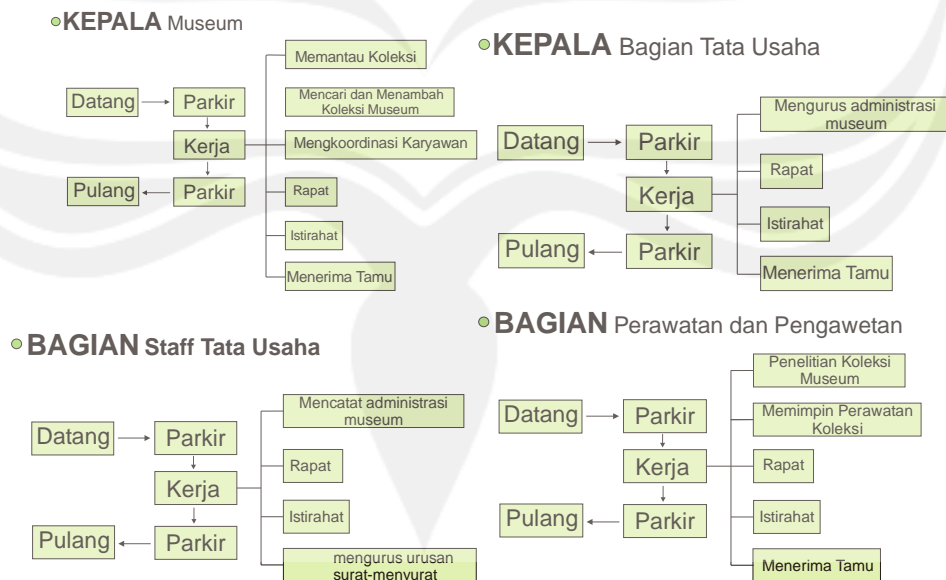 KEPALA Museum
Memantau Koleksi
Mencari dan Menambah
Koleksi Museum
Datang
Parkir
Kerja
Mengkoordinasi Karyawan
Pulang
Parkir
Rapat
Istirahat
Menerima Tamu
KEPALA Bagian Tata Usaha
Mengurus administrasi
museum
Datang
Parkir
Rapat
Kerja
Istirahat
Pulang
Parkir
Menerima Tamu
BAGIAN Staff Tata Usaha
Mencatat administrasi
museum
Datang
Parkir
Rapat
Kerja
Istirahat
Pulang
Parkir
mengurus urusan
surat-menyurat
BAGIAN Perawatan dan Pengawetan
Penelitian Koleksi
Museum
Datang
Parkir
Memimpin Perawatan
Koleksi
Kerja
Rapat
Pulang
Parkir
Istirahat
Menerima Tamu